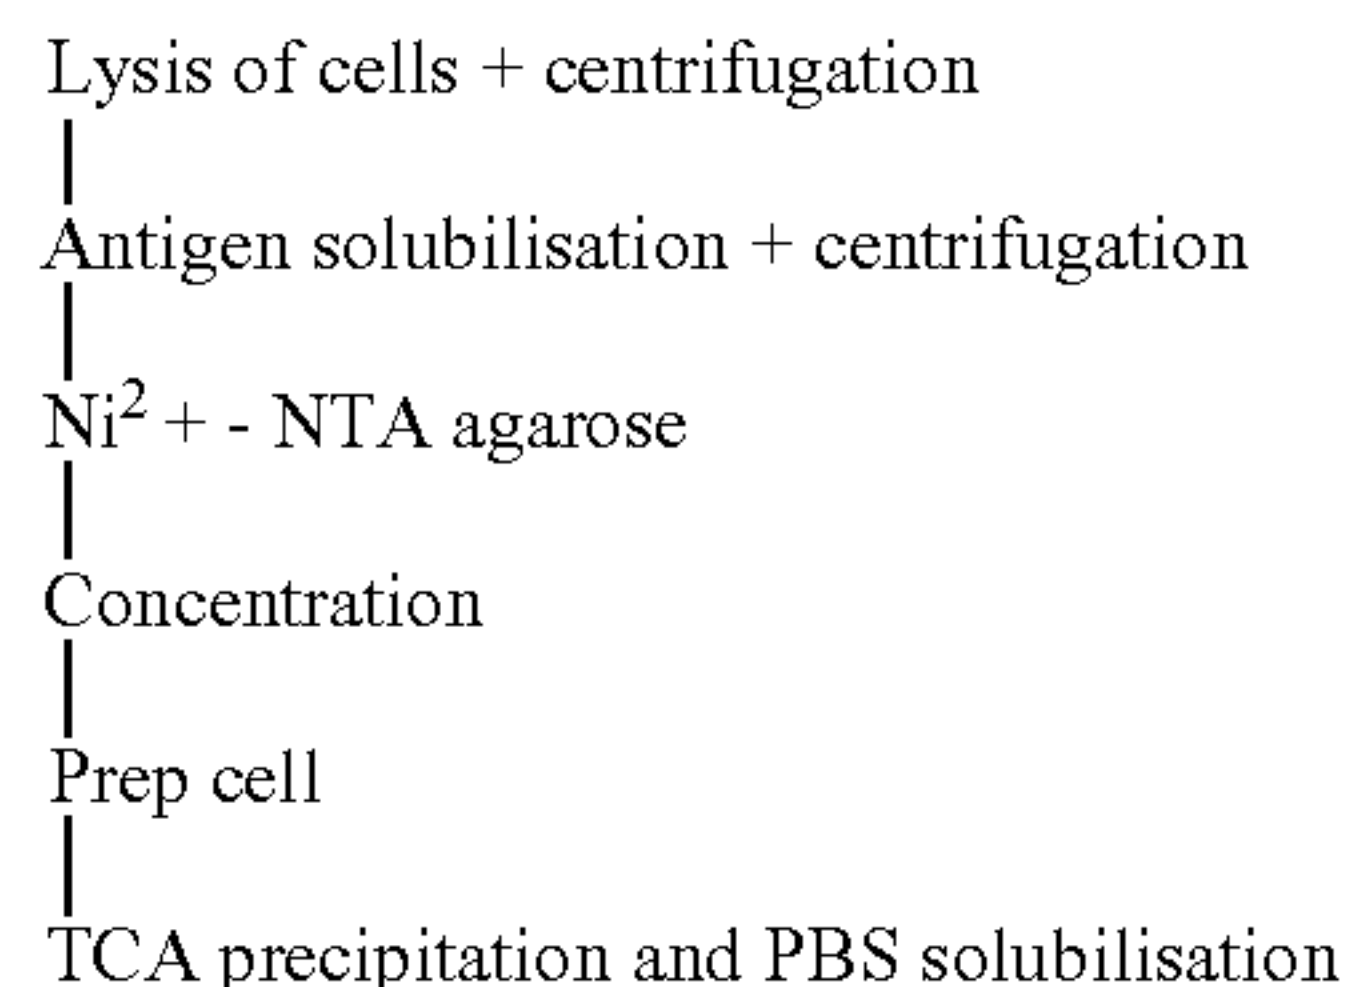 Lysis of cells + centrifugation
Antigen solubilisation + centrifugation
Ni² + - NTA agarose
Concentration
Prep cell
TCA precipitation and PBS solubilisation